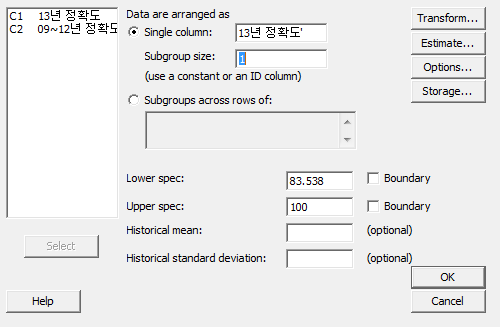 C1 13년 정확도
C2 09~12년 정확도
Data are arranged as
Single column: 13년 정확도'
Subgroup size: 1
(use a constant or an ID column)
Subgroups across rows of:
Lower spec: 83.538 Boundary
Upper spec: 100 Boundary
Historical mean: (optional)
Historical standard deviation: (optional)
Transform...
Estimate...
Options...
Storage...
Select
OK
Help
Cancel